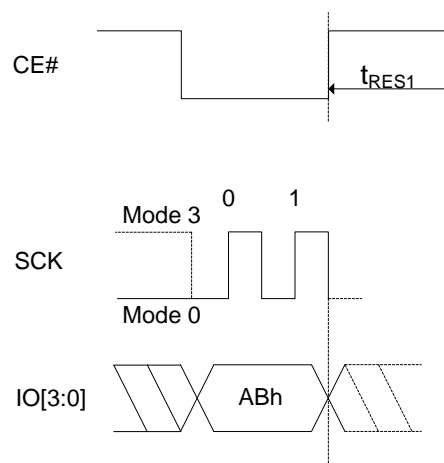 CE#
tRES1
0 1
Mode 3
SCK
Mode 0
IO[3:0]
ABh